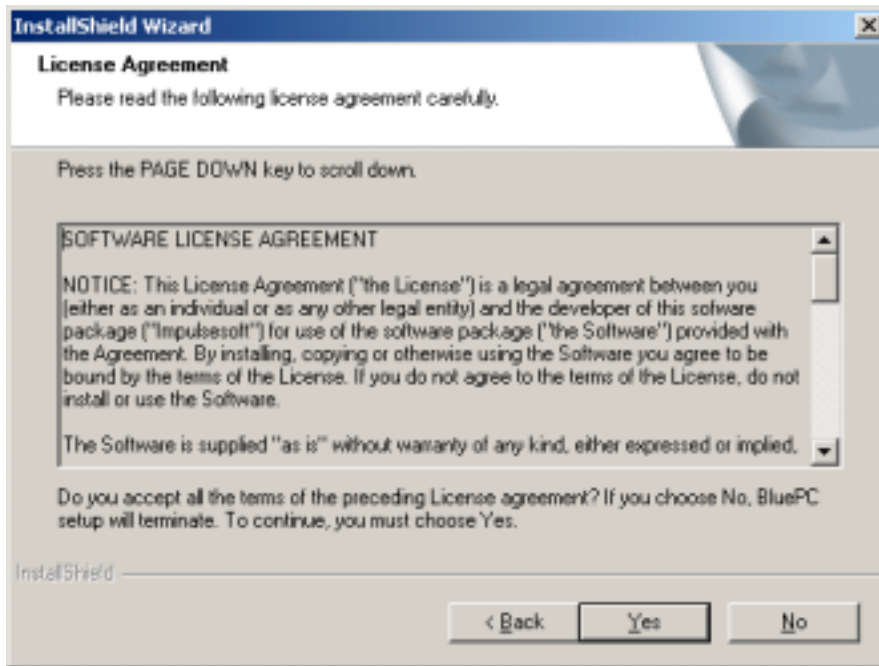 InstallShield Wizard
License Agreement
Please read the following license agreement carefully.
Press the PAGE DOWN key to scroll down.
SOFTWARE LICENSE AGREEMENT
NOTICE: This License Agreement ("the License") is a legal agreement between you
(either as an individual or as any other legal entity) and the developer of this sofware
package ("Impulsesoft") for use of the software package ("the Software") provided with
the Agreement. By installing, copying or otherwise using the Software you agree to be
bound by the terms of the License. If you do not agree to the terms of the License, do not
install or use the Software.
The Software is supplied "as is" without warranty of any kind, either expressed or implied,
Do you accept all the terms of the preceding License agreement? If you choose No, BluePC
setup will terminate. To continue, you must choose Yes.
InstallShield
< Back Yes No